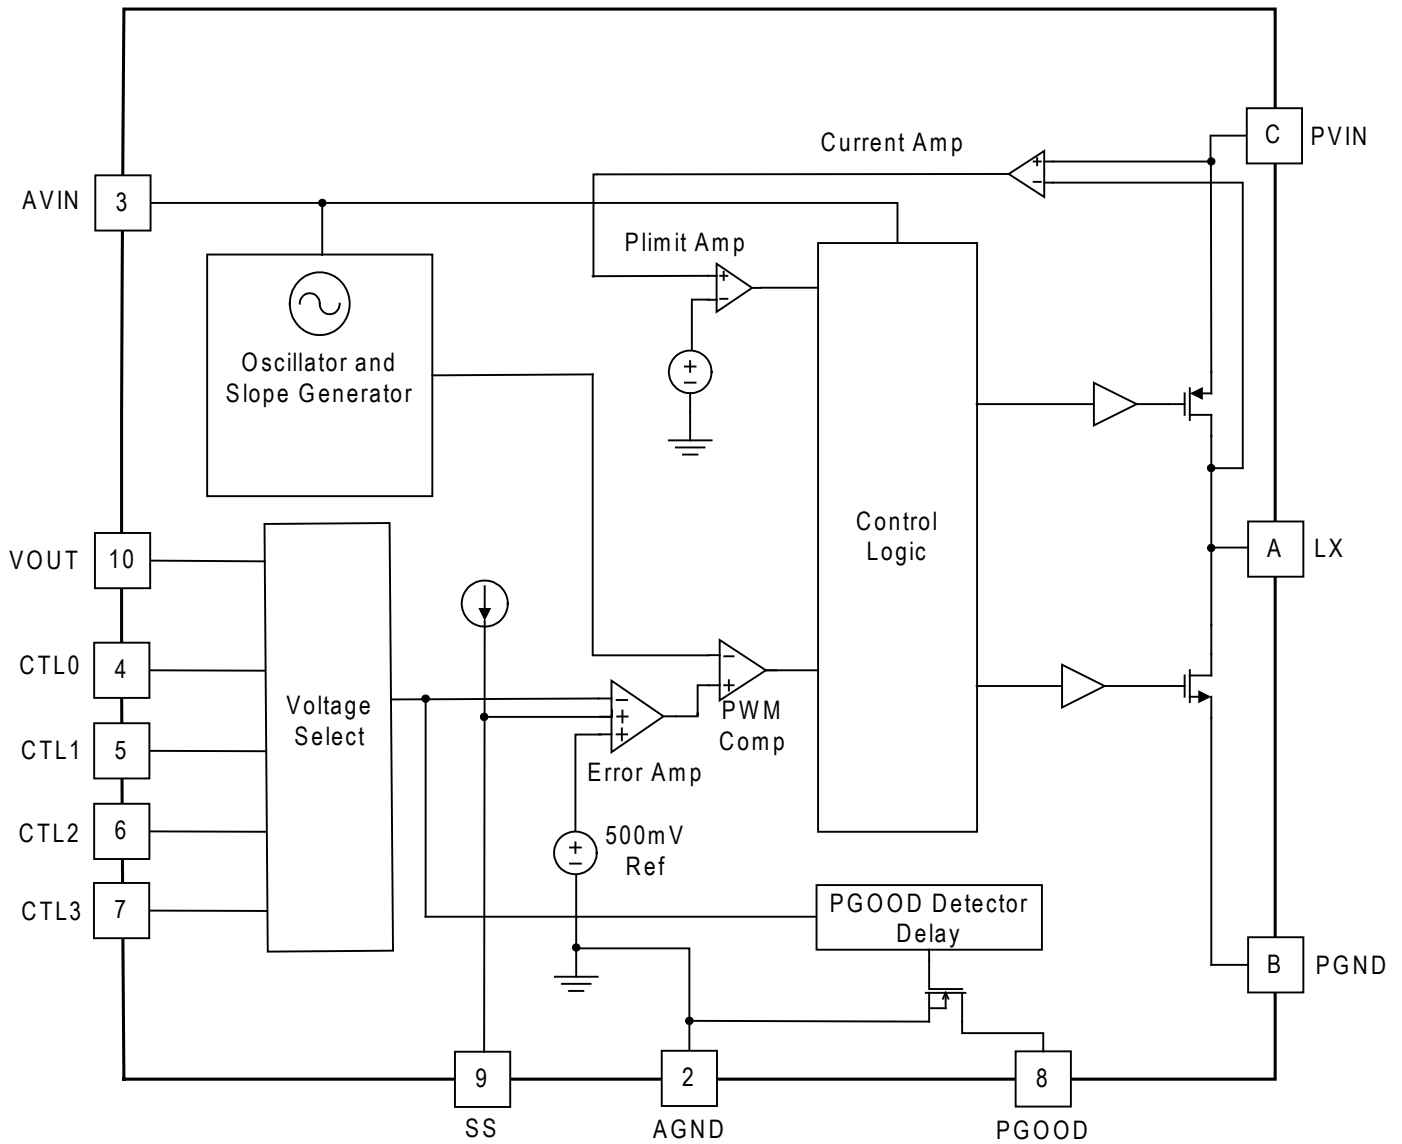 Current Amp
C
PVIN
AVIN
3
Plimit Amp
+
−
+
−
Oscillator and
Slope Generator
+
−
Control
Logic
A
LX
VOUT
10
CTL0
4
CTL1
5
CTL2
6
CTL3
7
Voltage
Select
−
+
+
Error Amp
−
+
PWM
Comp
+
−
500mV
Ref
PGOOD Detector
Delay
B
PGND
9
SS
2
AGND
8
PGOOD